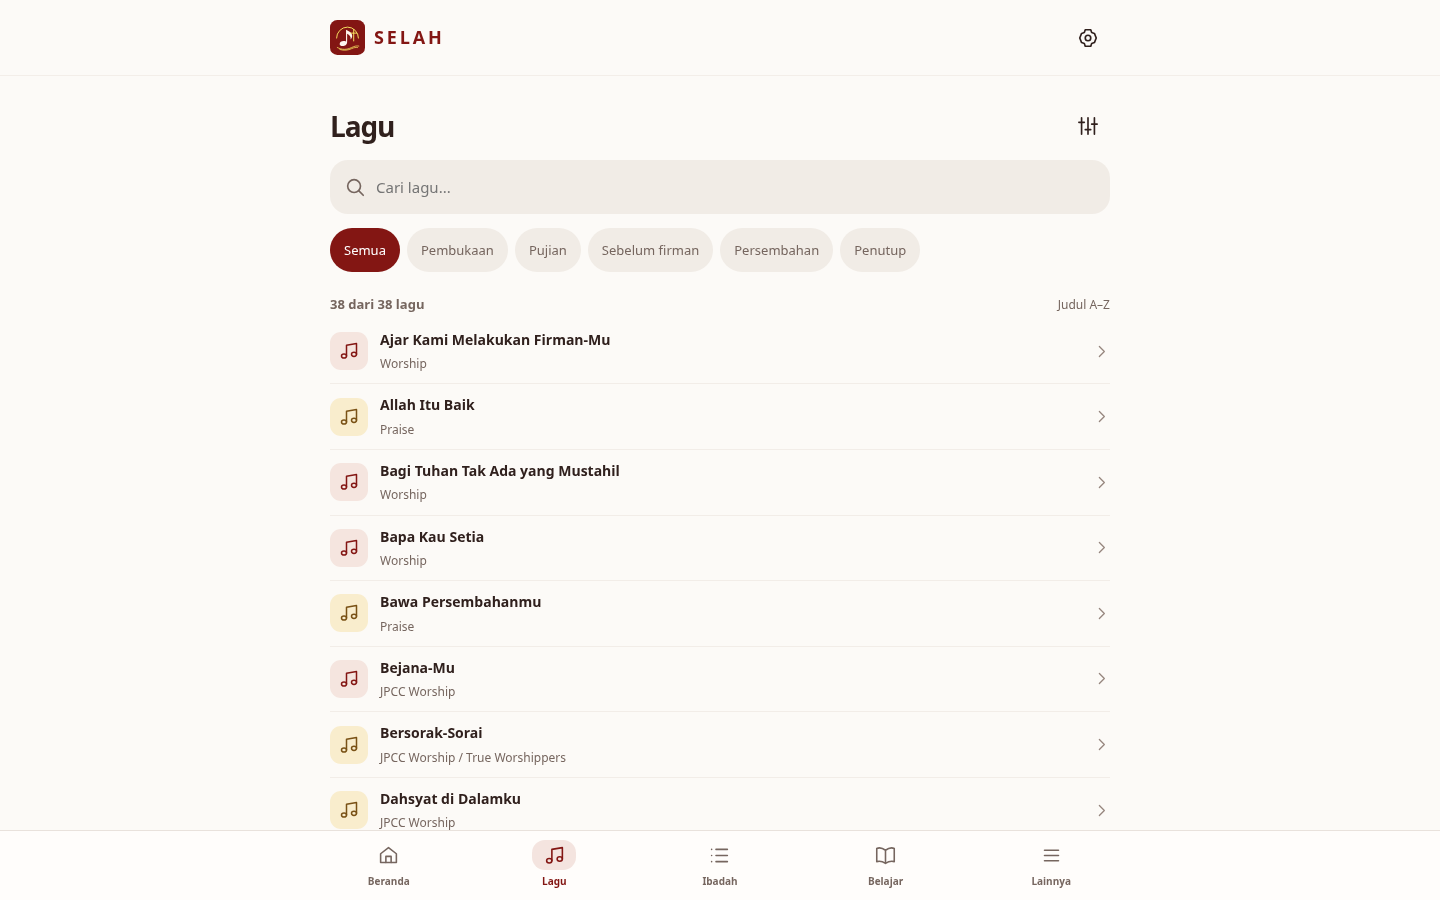 SELAH
Lagu
Cari lagu...
Semua
Pembukaan
Pujian
Sebelum firman
Persembahan
Penutup
38 dari 38 lagu
Judul A–Z
Ajar Kami Melakukan Firman-Mu
Worship
Allah Itu Baik
Praise
Bagi Tuhan Tak Ada yang Mustahil
Worship
Bapa Kau Setia
Worship
Bawa Persembahanmu
Praise
Bejana-Mu
JPCC Worship
Bersorak-Sorai
JPCC Worship / True Worshippers
Dahsyat di Dalamku
JPCC Worship
Beranda
Lagu
Ibadah
Belajar
Lainnya